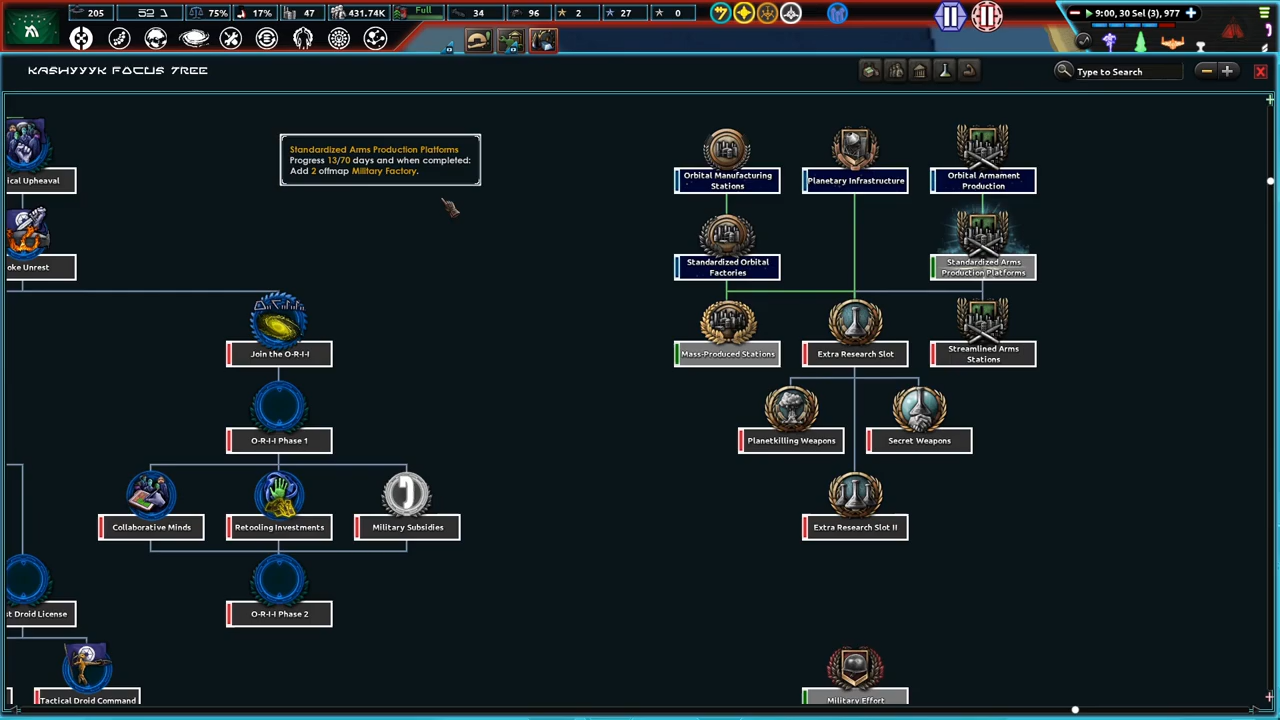 205 52 75% 17% 47 431.74K Full 34 96 2 27 0 9:00, 30 Sel (3), 977
KASHYYYK FOCUS TREE
Type to Search
Standardized Arms Production Platforms
Progress 13/70 days and when completed:
Add 2 offmap Military Factory.
ical Upheaval
Orbital Manufacturing
Stations
Planetary Infrastructure
Orbital Armament
Production
oke Unrest
Standardized Orbital
Factories
Standardized Arms
Production Platforms
Join the O-R-I-I
Mass-Produced Stations
Extra Research Slot
Streamlined Arms
Stations
O-R-I-I Phase 1
Planetkilling Weapons
Secret Weapons
Collaborative Minds
Retooling Investments
Military Subsidies
Extra Research Slot II
t Droid License
O-R-I-I Phase 2
Tactical Droid Command
Military Effort